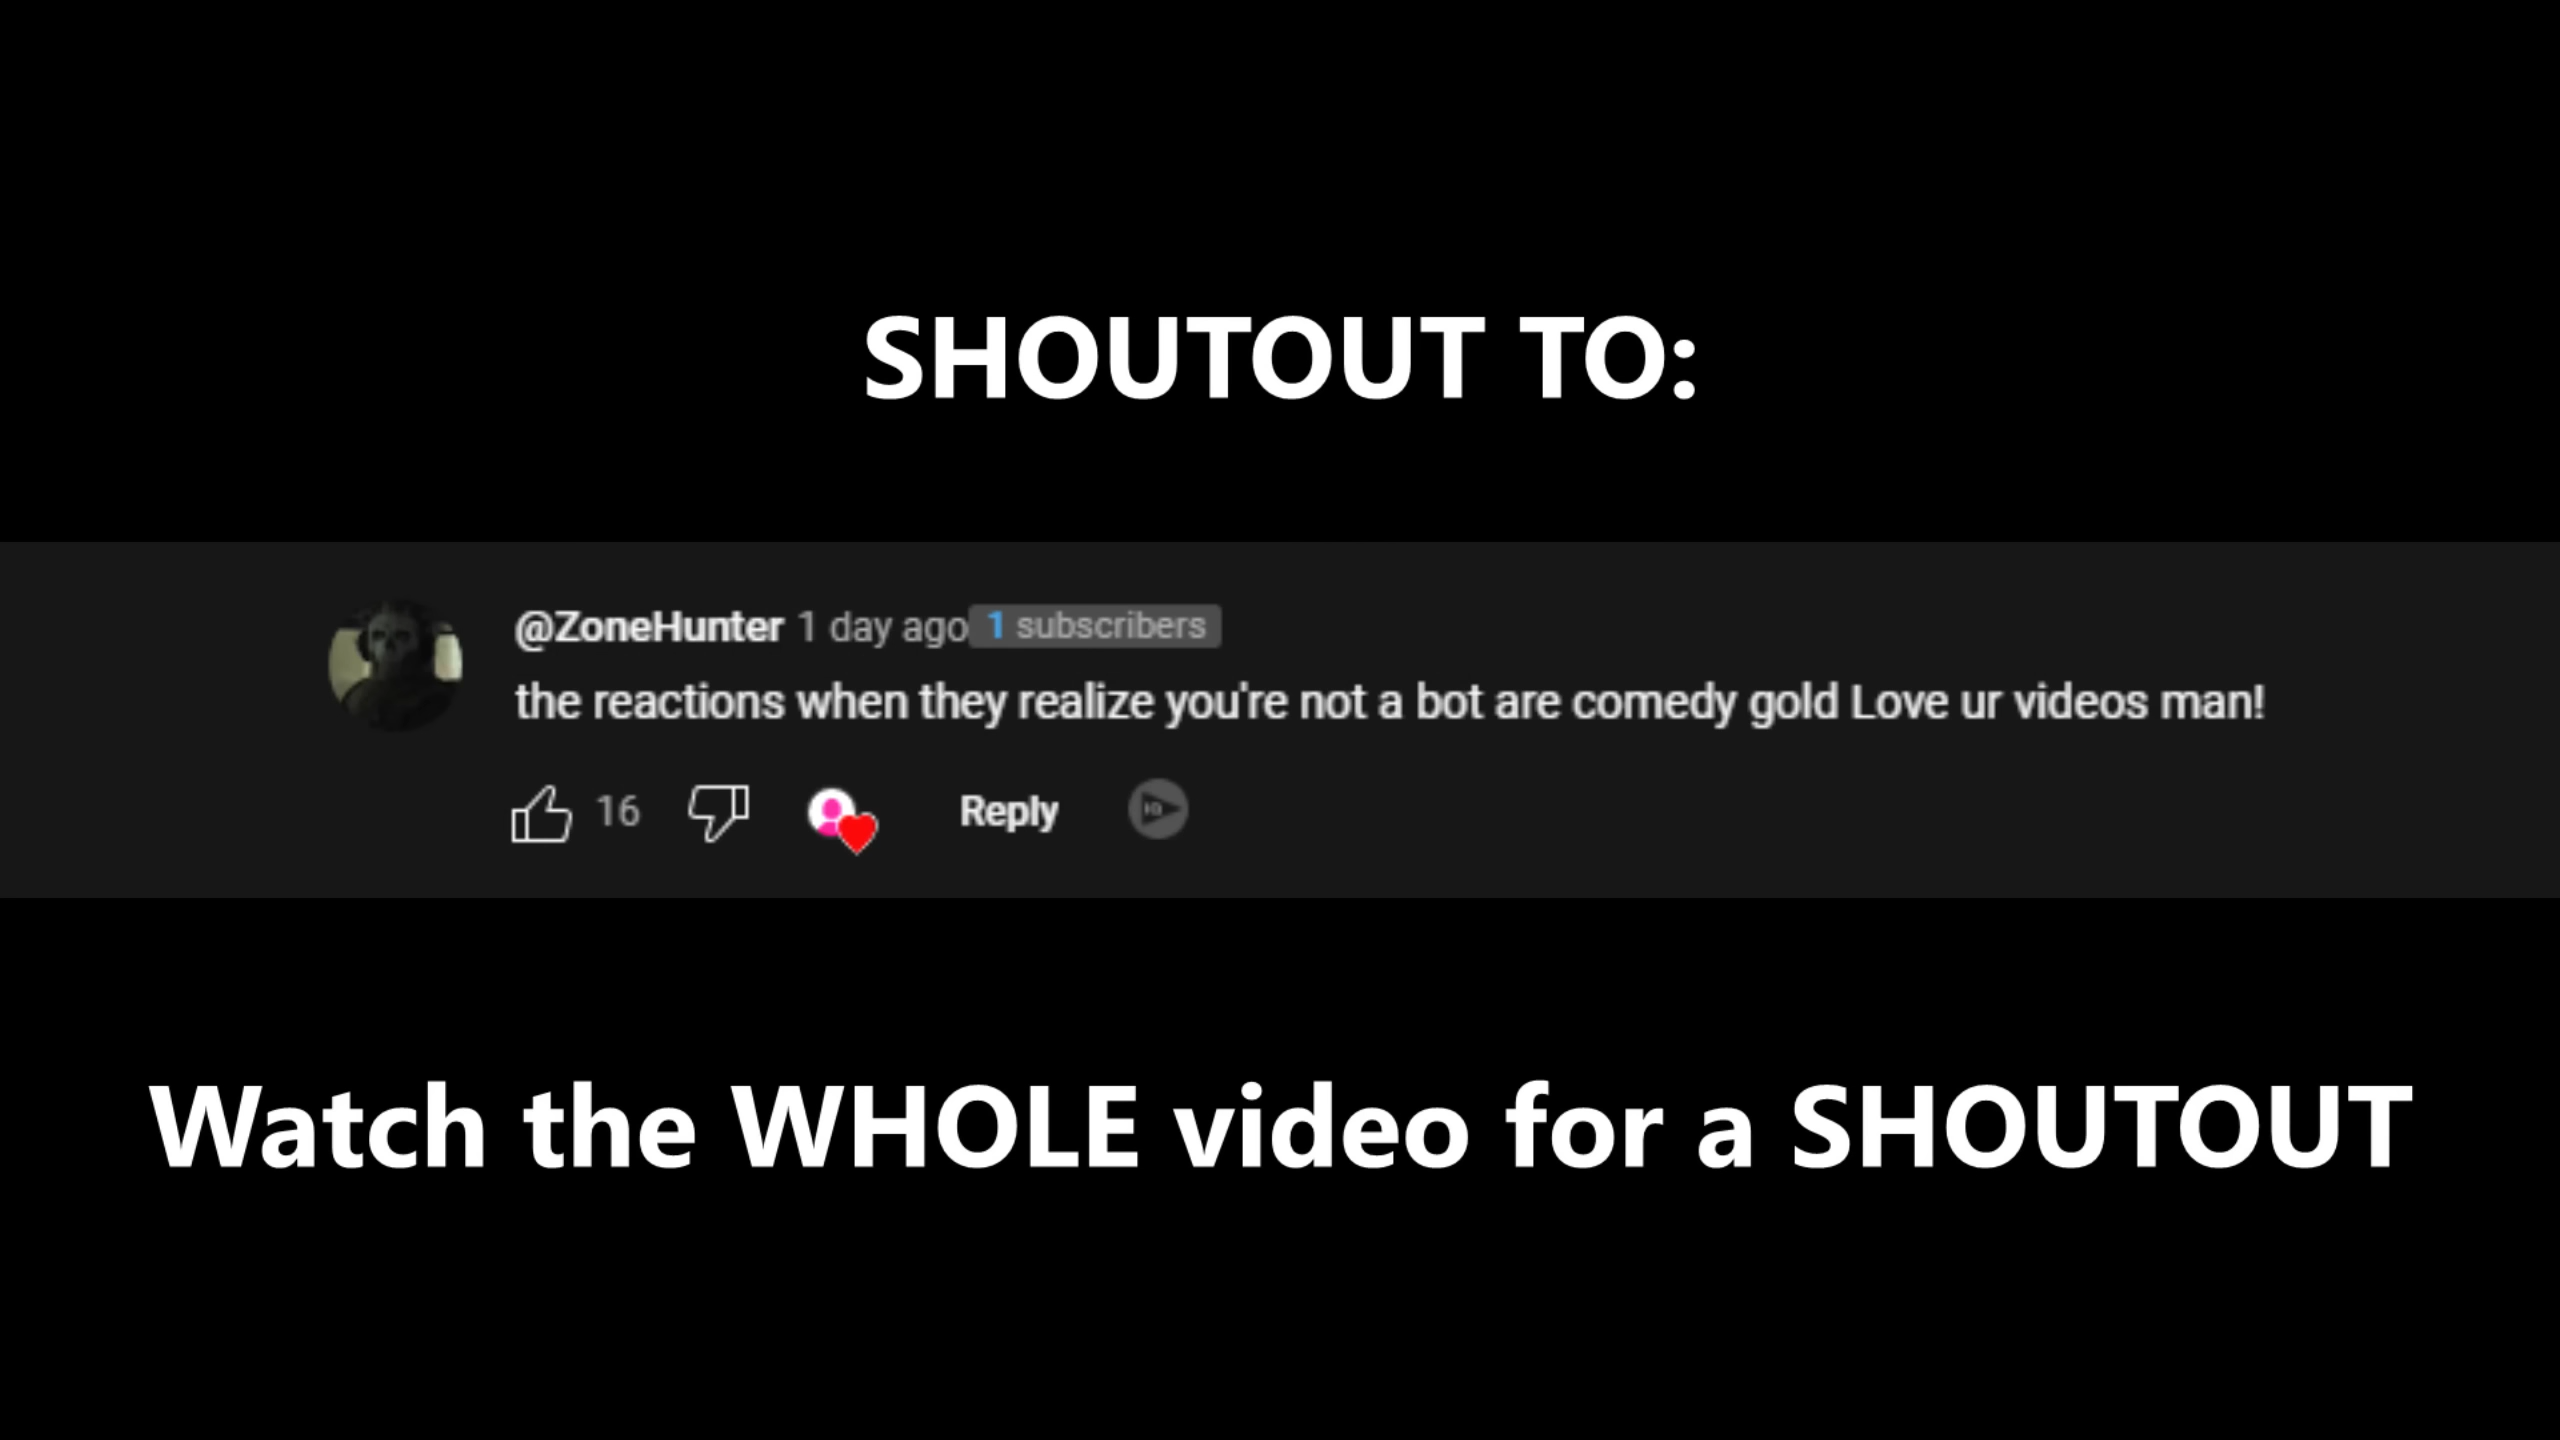 SHOUTOUT TO:
@ZoneHunter 1 day ago 1 subscribers
the reactions when they realize you're not a bot are comedy gold Love ur videos man!
16 Reply
Watch the WHOLE video for a SHOUTOUT